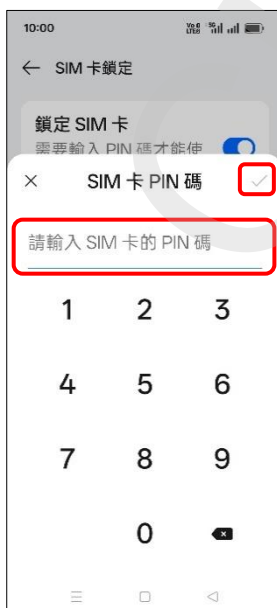 10:00
SIM 卡鎖定
鎖定 SIM 卡
需要輸入 PIN 碼才能使
SIM 卡 PIN 碼
請輸入 SIM 卡的 PIN 碼
1 2 3
4 5 6
7 8 9
0